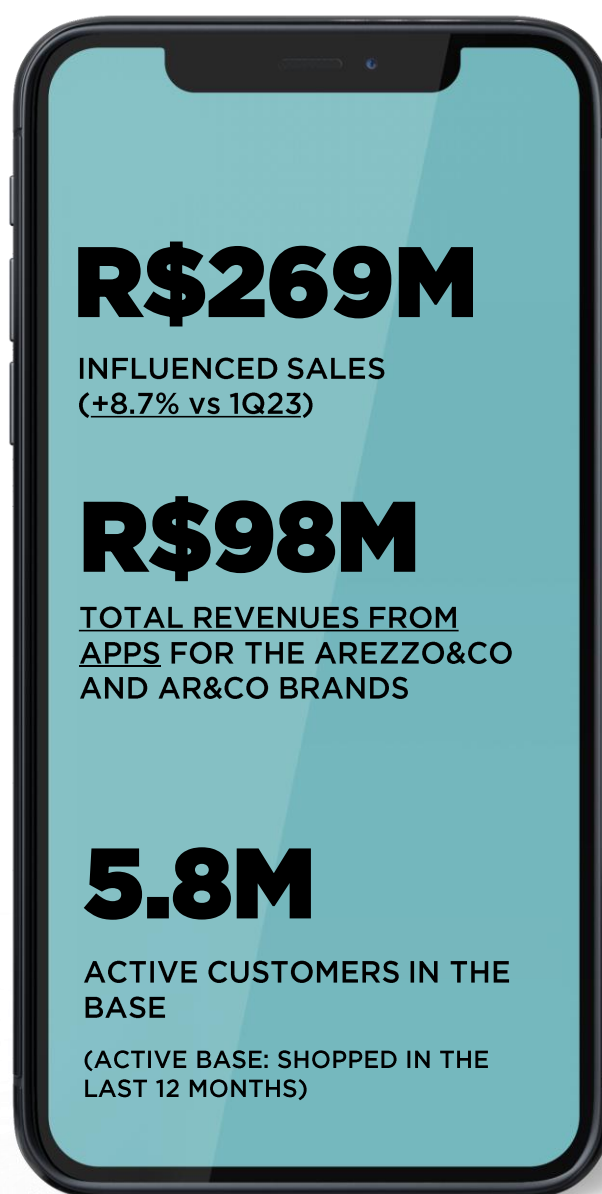 R$269M
INFLUENCED SALES
(+8.7% vs 1Q23)
R$98M
TOTAL REVENUES FROM
APPS FOR THE AREZZO&CO
AND AR&CO BRANDS
5.8M
ACTIVE CUSTOMERS IN THE
BASE
(ACTIVE BASE: SHOPPED IN THE
LAST 12 MONTHS)